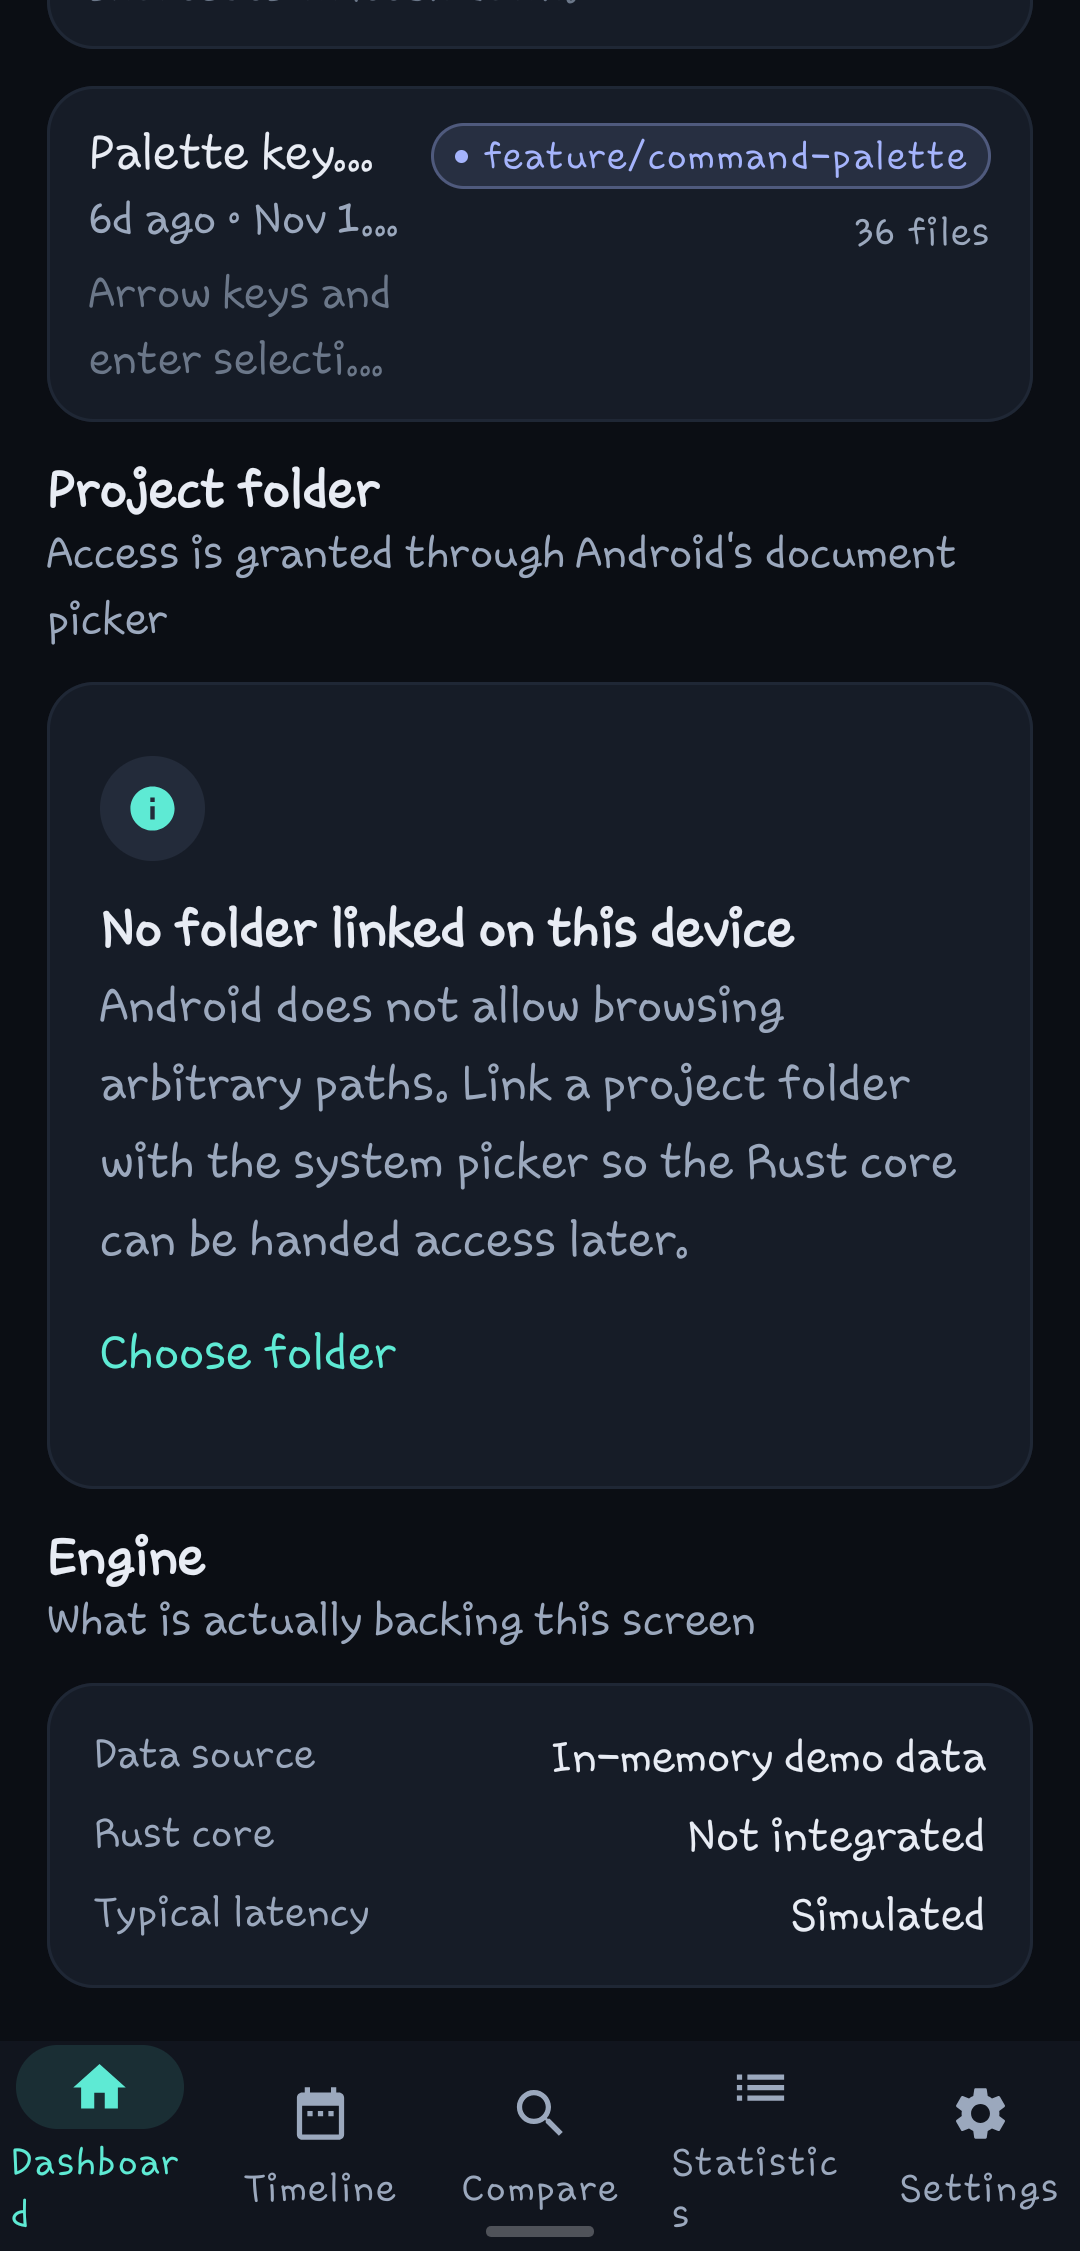 Palette key...
feature/command-palette
6d ago • Nov 1...
36 files
Arrow keys and
enter selecti...
Project folder
Access is granted through Android's document
picker
No folder linked on this device
Android does not allow browsing
arbitrary paths. Link a project folder
with the system picker so the Rust core
can be handed access later.
Choose folder
Engine
What is actually backing this screen
Data source
In-memory demo data
Rust core
Not integrated
Typical latency
Simulated
Dashboar
d
Timeline
Compare
Statistic
s
Settings